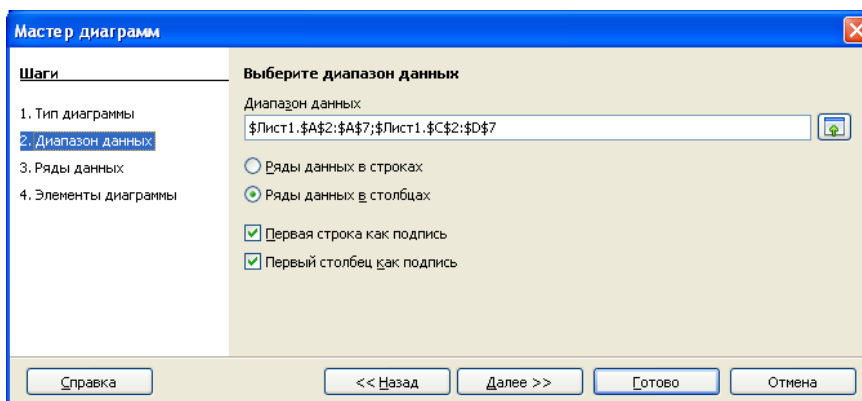 Мастер диаграмм
Шаги
1. Тип диаграммы
2. Диапазон данных
3. Ряды данных
4. Элементы диаграммы
Выберите диапазон данных
Диапазон данных
$Лист1.$A$2:$A$7;$Лист1.$C$2:$D$7
Ряды данных в строках
Ряды данных в столбцах
Первая строка как подпись
Первый столбец как подпись
Справка
<< Назад
Далее >>
Готово
Отмена